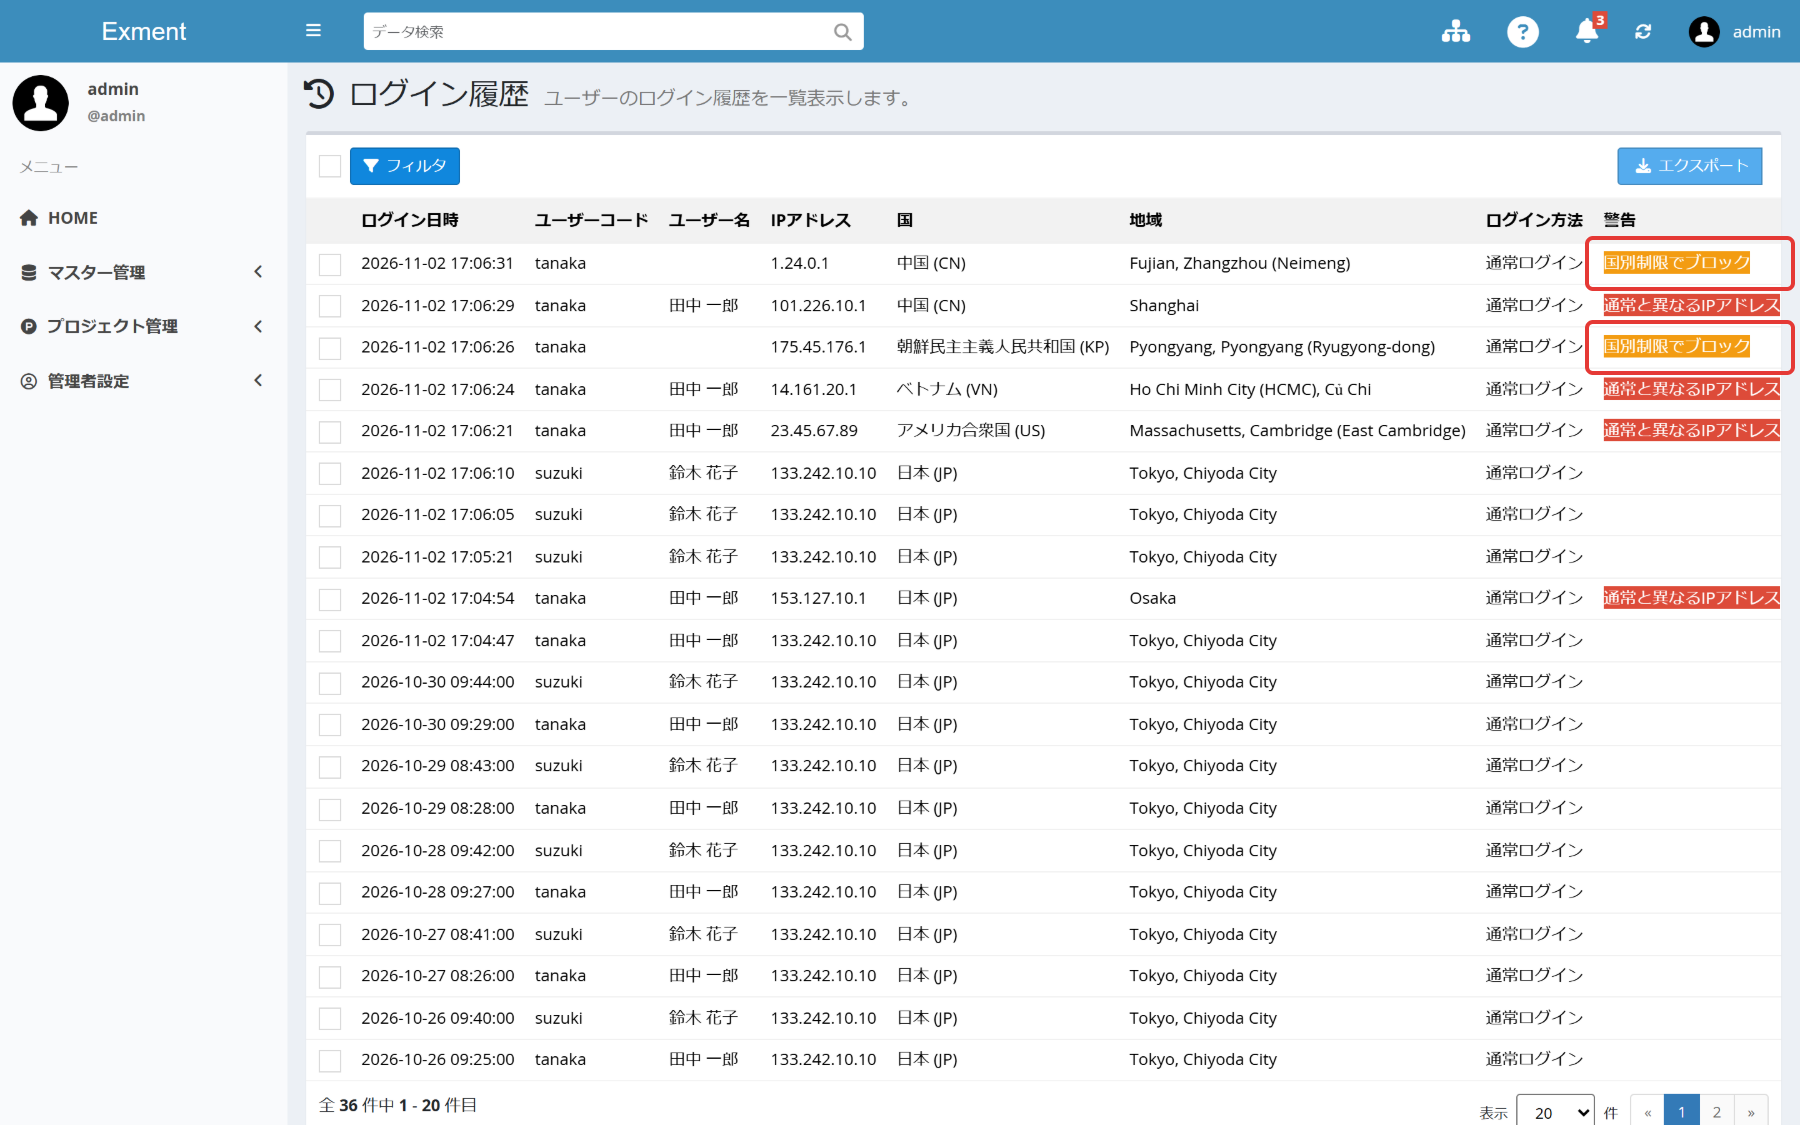 Exment
データ検索
3
admin
admin
@admin
メニュー
HOME
マスター管理
プロジェクト管理
管理者設定
ログイン履歴 ユーザーのログイン履歴を一覧表示します。
フィルタ
エクスポート
ログイン日時 ユーザーコード ユーザー名 IPアドレス 国 地域 ログイン方法 警告
2026-11-02 17:06:31 tanaka 1.24.0.1 中国 (CN) Fujian, Zhangzhou (Neimeng) 通常ログイン 国別制限でブロック
2026-11-02 17:06:29 tanaka 田中 一郎 101.226.10.1 中国 (CN) Shanghai 通常ログイン 通常と異なるIPアドレス
2026-11-02 17:06:26 tanaka 175.45.176.1 朝鮮民主主義人民共和国 (KP) Pyongyang, Pyongyang (Ryugyong-dong) 通常ログイン 国別制限でブロック
2026-11-02 17:06:24 tanaka 田中 一郎 14.161.20.1 ベトナム (VN) Ho Chi Minh City (HCMC), Củ Chi 通常ログイン 通常と異なるIPアドレス
2026-11-02 17:06:21 tanaka 田中 一郎 23.45.67.89 アメリカ合衆国 (US) Massachusetts, Cambridge (East Cambridge) 通常ログイン 通常と異なるIPアドレス
2026-11-02 17:06:10 suzuki 鈴木 花子 133.242.10.10 日本 (JP) Tokyo, Chiyoda City 通常ログイン
2026-11-02 17:06:05 suzuki 鈴木 花子 133.242.10.10 日本 (JP) Tokyo, Chiyoda City 通常ログイン
2026-11-02 17:05:21 suzuki 鈴木 花子 133.242.10.10 日本 (JP) Tokyo, Chiyoda City 通常ログイン
2026-11-02 17:04:54 tanaka 田中 一郎 153.127.10.1 日本 (JP) Osaka 通常ログイン 通常と異なるIPアドレス
2026-11-02 17:04:47 tanaka 田中 一郎 133.242.10.10 日本 (JP) Tokyo, Chiyoda City 通常ログイン
2026-10-30 09:44:00 suzuki 鈴木 花子 133.242.10.10 日本 (JP) Tokyo, Chiyoda City 通常ログイン
2026-10-30 09:29:00 tanaka 田中 一郎 133.242.10.10 日本 (JP) Tokyo, Chiyoda City 通常ログイン
2026-10-29 08:43:00 suzuki 鈴木 花子 133.242.10.10 日本 (JP) Tokyo, Chiyoda City 通常ログイン
2026-10-29 08:28:00 tanaka 田中 一郎 133.242.10.10 日本 (JP) Tokyo, Chiyoda City 通常ログイン
2026-10-28 09:42:00 suzuki 鈴木 花子 133.242.10.10 日本 (JP) Tokyo, Chiyoda City 通常ログイン
2026-10-28 09:27:00 tanaka 田中 一郎 133.242.10.10 日本 (JP) Tokyo, Chiyoda City 通常ログイン
2026-10-27 08:41:00 suzuki 鈴木 花子 133.242.10.10 日本 (JP) Tokyo, Chiyoda City 通常ログイン
2026-10-27 08:26:00 tanaka 田中 一郎 133.242.10.10 日本 (JP) Tokyo, Chiyoda City 通常ログイン
2026-10-26 09:40:00 suzuki 鈴木 花子 133.242.10.10 日本 (JP) Tokyo, Chiyoda City 通常ログイン
2026-10-26 09:25:00 tanaka 田中 一郎 133.242.10.10 日本 (JP) Tokyo, Chiyoda City 通常ログイン
全 36 件中 1 - 20 件目
表示 20 件 « 1 2 »